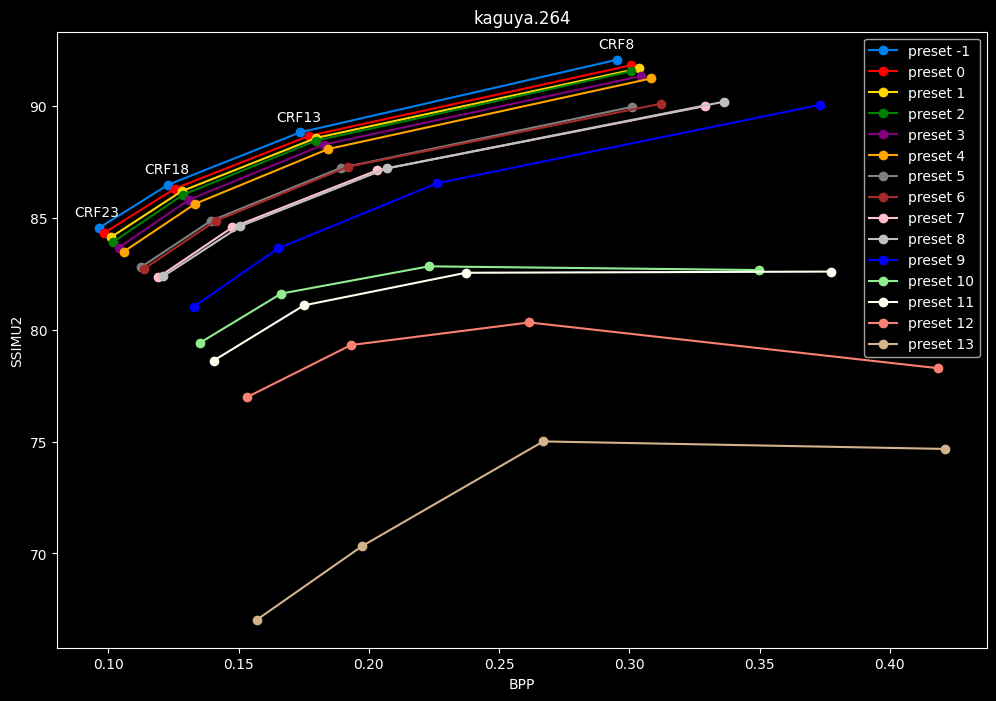 kaguya.264
CRF8
CRF13
CRF18
CRF23
preset -1
preset 0
preset 1
preset 2
preset 3
preset 4
preset 5
preset 6
preset 7
preset 8
preset 9
preset 10
preset 11
preset 12
preset 13
SSIMU2
90
85
80
75
70
0.10 0.15 0.20 0.25 0.30 0.35 0.40
BPP